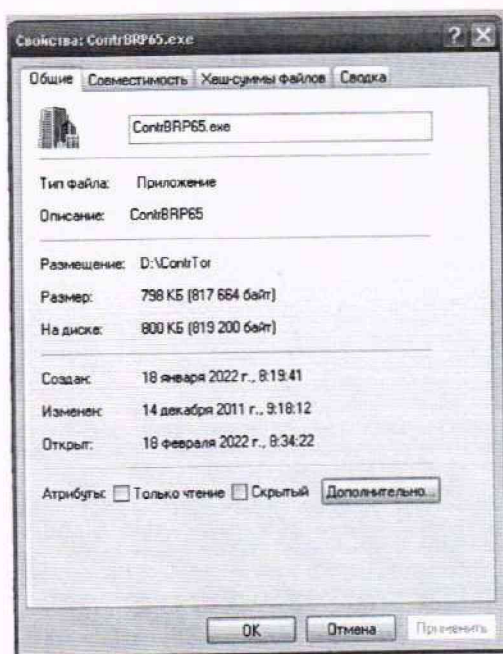 Свойства: ContrBRP65.exe
Общие Совместимость Хеш-суммы файлов Сводка
ContrBRP65.exe
Тип файла: Приложение
Описание: ContrBRP65
Размещение: D:\ContrTor
Размер: 798 КБ (817 664 байт)
На диске: 800 КБ (819 200 байт)
Создан: 18 января 2022 г., 8:19:41
Изменен: 14 декабря 2011 г., 9:18:12
Открыт: 18 февраля 2022 г., 8:34:22
Атрибуты: Только чтение Скрытый Дополнительно...
ОК Отмена Применить